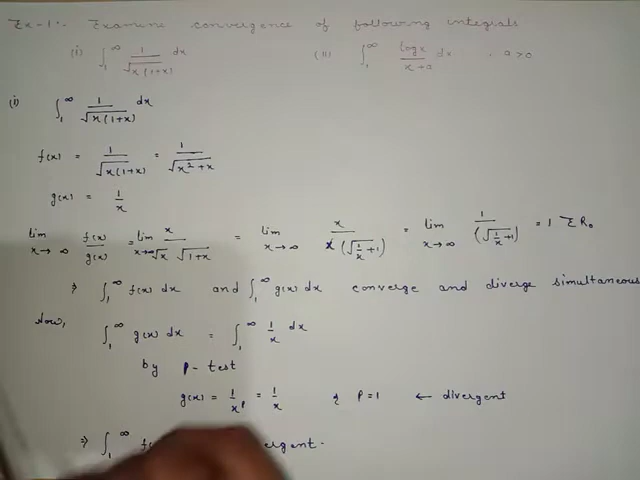 Ex-1:- Examine convergence of following integrals
(i) ∫₁^∞ 1/√(x(1+x)) dx (ii) ∫₁^∞ logx/(x+a) dx , a>0
(i) ∫₁^∞ 1/√(x(1+x)) dx
f(x) = 1/√(x(1+x)) = 1/√(x²+x)
g(x) = 1/x
lim x→∞ f(x)/g(x) = lim x→∞ x/(√x √(1+x)) = lim x→∞ x/(x(√(1/x+1))) = lim x→∞ 1/(√(1/x+1)) = 1 ∈ R₀
⇒ ∫₁^∞ f(x) dx and ∫₁^∞ g(x) dx converge and diverge simultaneous
Now, ∫₁^∞ g(x) dx = ∫₁^∞ 1/x dx
by p-test
g(x) = 1/x^p = 1/x & p=1 ← divergent
⇒ ∫₁^∞